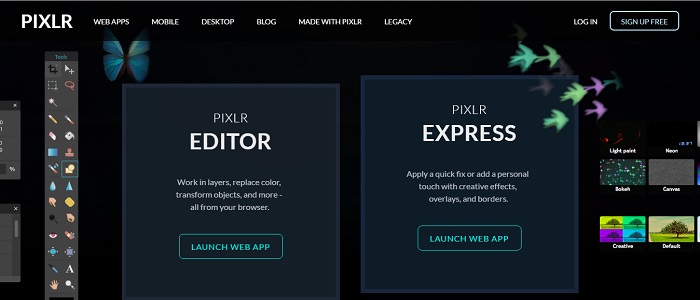 PIXLR
WEB APPS
MOBILE
DESKTOP
BLOG
MADE WITH PIXLR
LEGACY
LOG IN
SIGN UP FREE
Tools
PIXLR
EDITOR
Work in layers, replace color,
transform objects, and more -
all from your browser.
LAUNCH WEB APP
PIXLR
EXPRESS
Apply a quick fix or add a personal
touch with creative effects,
overlays, and borders.
LAUNCH WEB APP
Light paint
Neon
Bokeh
Canvas
Creative
Default
%
A